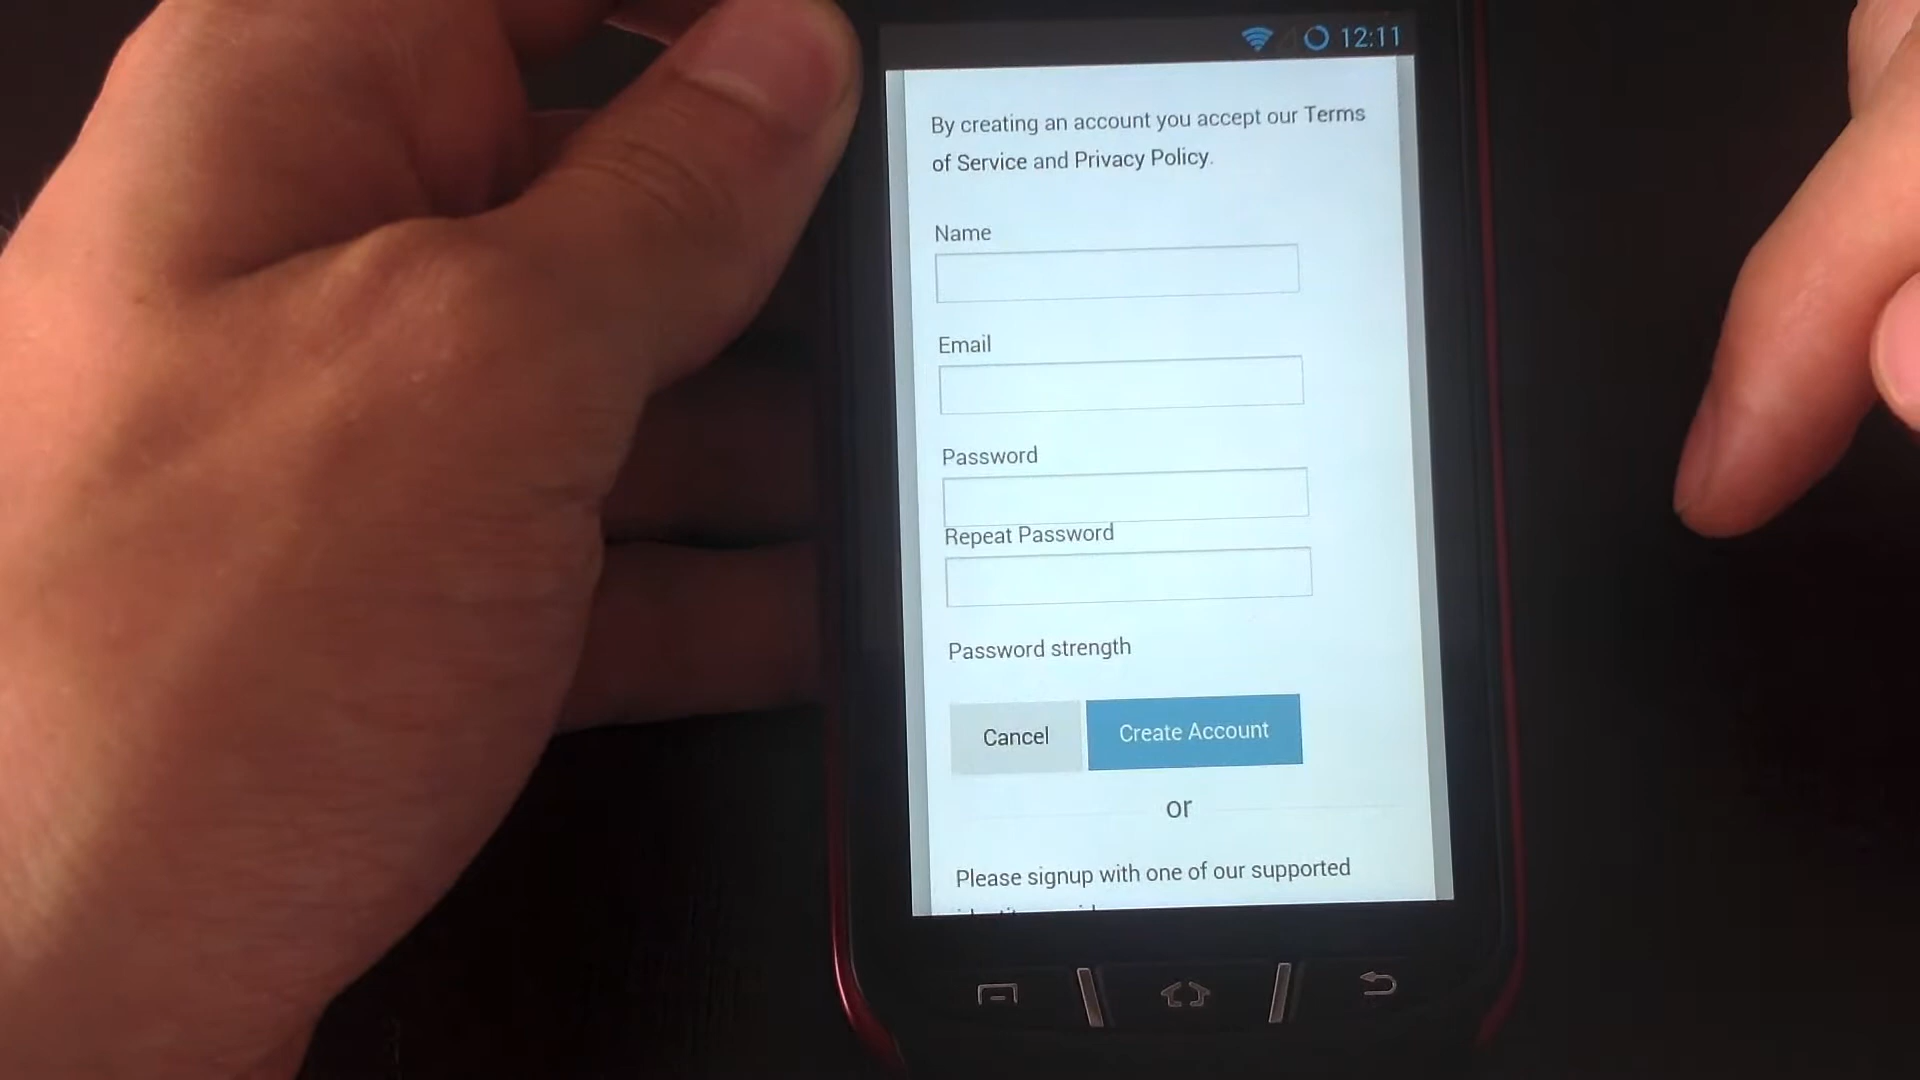 12:11
By creating an account you accept our Terms
of Service and Privacy Policy.
Name
Email
Password
Repeat Password
Password strength
Cancel
Create Account
or
Please signup with one of our supported